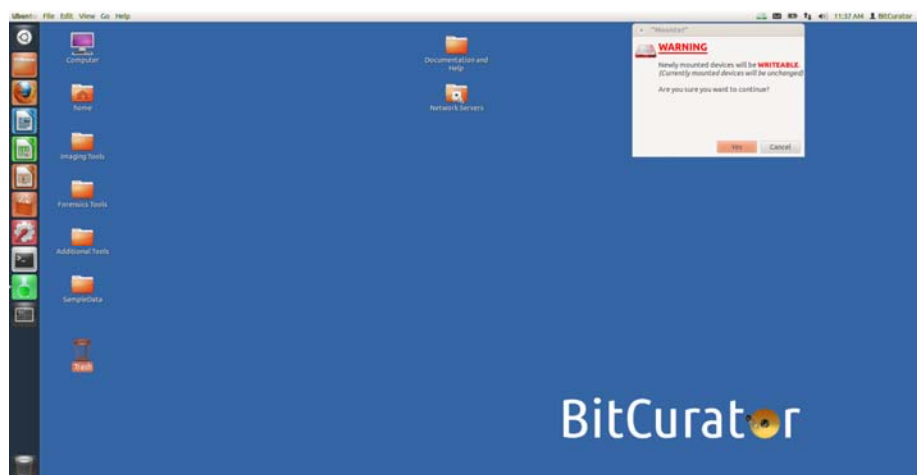 Ubuntu File Edit View Go Help
11:37 AM BitCurator
Computer
home
Imaging Tools
Forensics Tools
Additional Tools
SampleData
Trash
Documentation and
Help
Network Servers
"Mounter"
WARNING
Newly mounted devices will be WRITEABLE.
(Currently mounted devices will be unchanged)
Are you sure you want to continue?
Yes Cancel
BitCurator